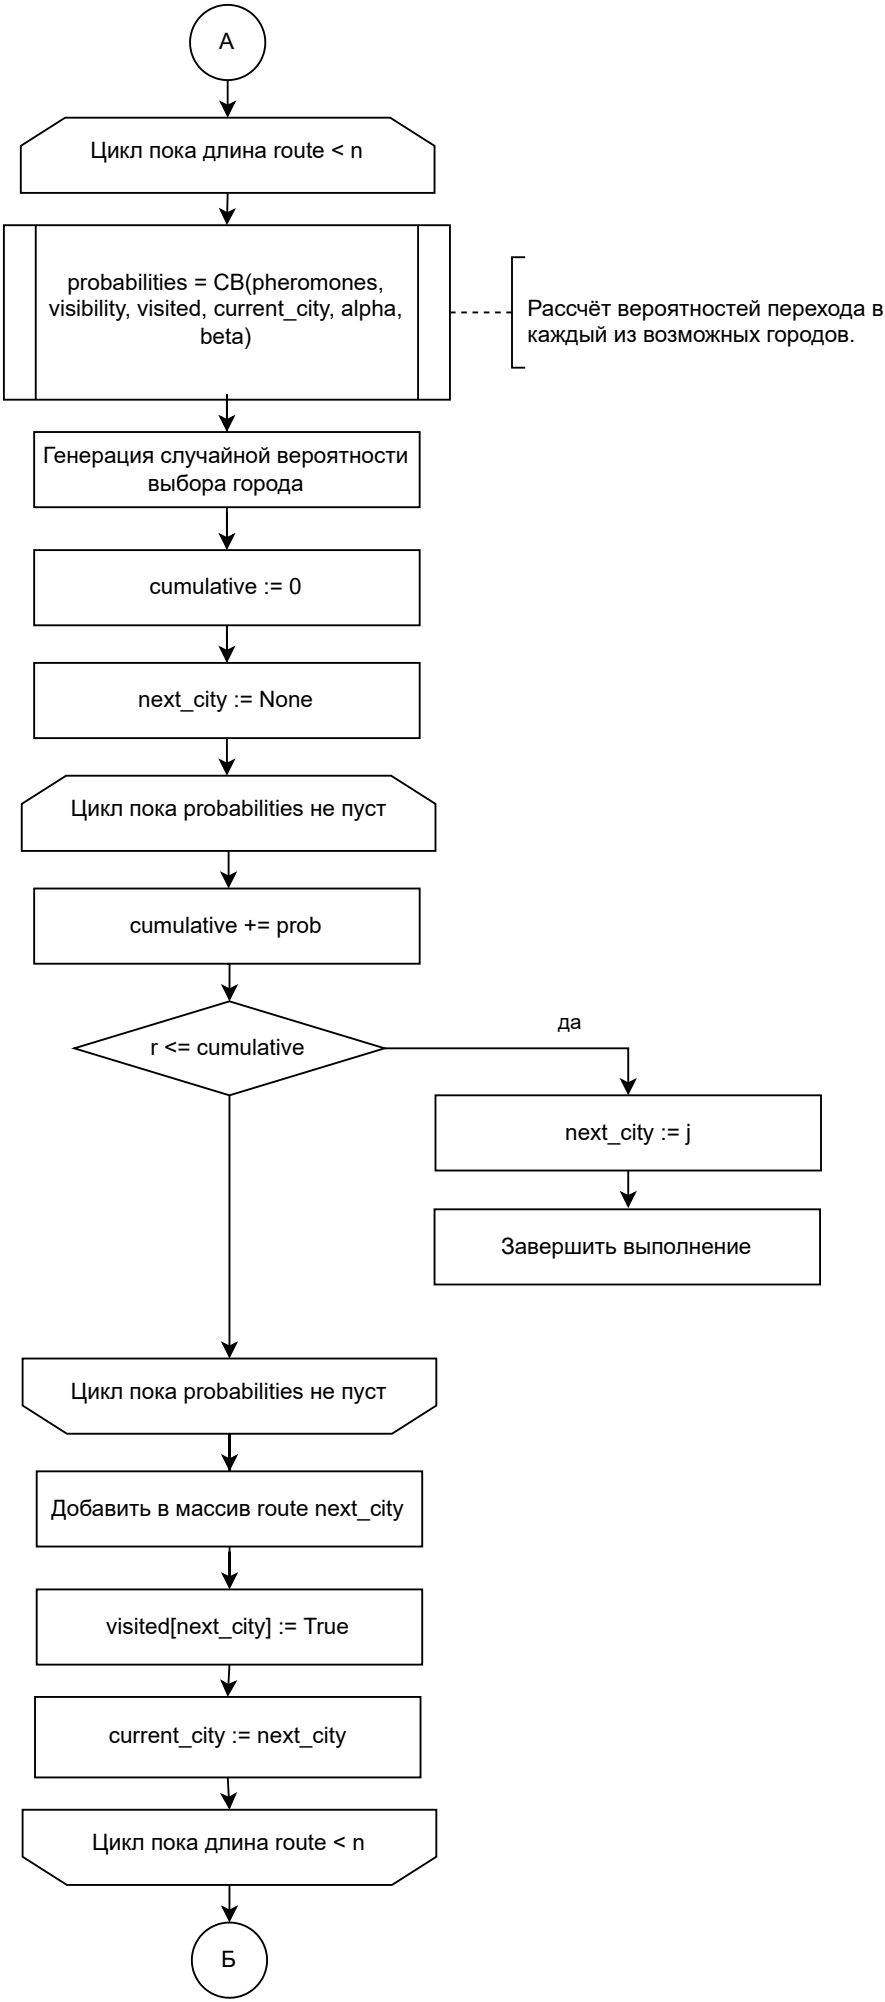 А
Цикл пока длина route < n
probabilities = CB(pheromones,
visibility, visited, current_city, alpha,
beta)
Рассчёт вероятностей перехода в
каждый из возможных городов.
Генерация случайной вероятности
выбора города
cumulative := 0
next_city := None
Цикл пока probabilities не пуст
cumulative += prob
r <= cumulative
да
next_city := j
Завершить выполнение
Цикл пока probabilities не пуст
Добавить в массив route next_city
visited[next_city] := True
current_city := next_city
Цикл пока длина route < n
Б